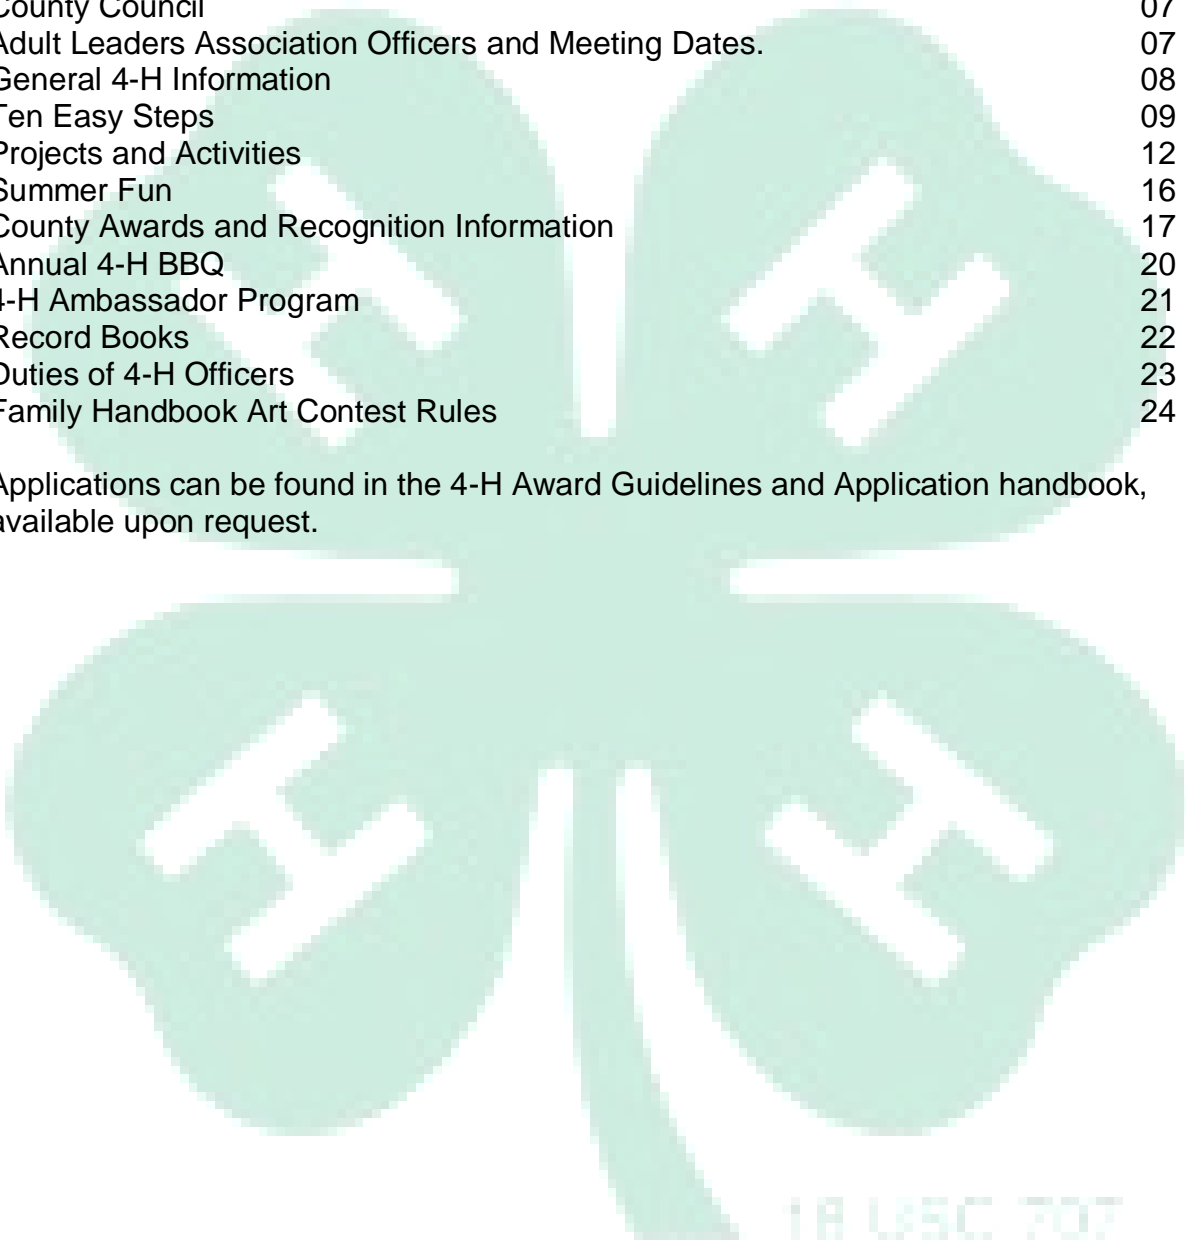 County Council 07
Adult Leaders Association Officers and Meeting Dates. 07
General 4-H Information 08
Ten Easy Steps 09
Projects and Activities 12
Summer Fun 16
County Awards and Recognition Information 17
Annual 4-H BBQ 20
4-H Ambassador Program 21
Record Books 22
Duties of 4-H Officers 23
Family Handbook Art Contest Rules 24
Applications can be found in the 4-H Award Guidelines and Application handbook,
available upon request.
H H
H H
18 USC 707